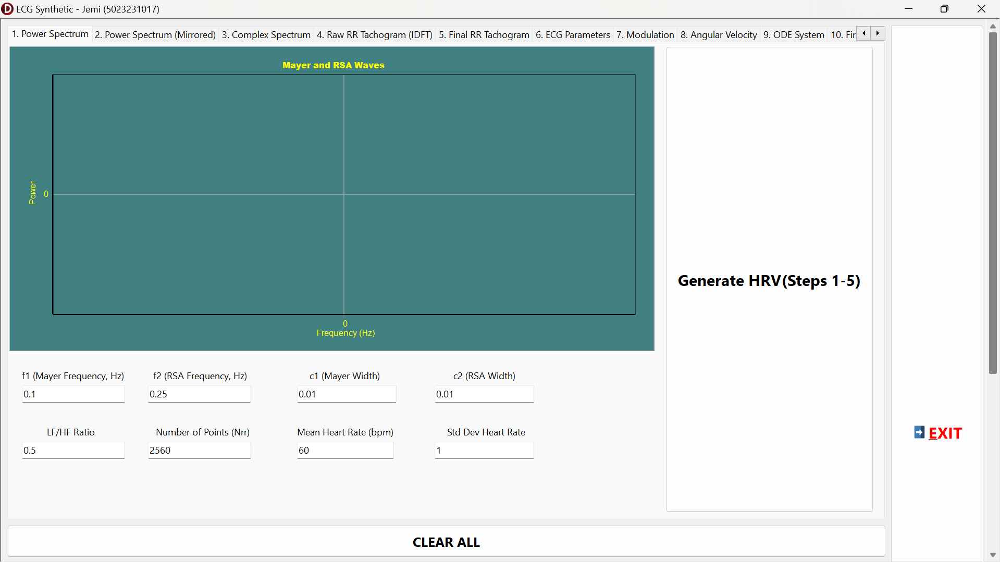 ECG Synthetic - Jemi (5023231017)
1. Power Spectrum 2. Power Spectrum (Mirrored) 3. Complex Spectrum 4. Raw RR Tachogram (IDFT) 5. Final RR Tachogram 6. ECG Parameters 7. Modulation 8. Angular Velocity 9. ODE System 10. Fir
Mayer and RSA Waves
Power
0
0
Frequency (Hz)
Generate HRV(Steps 1-5)
f1 (Mayer Frequency, Hz) f2 (RSA Frequency, Hz) c1 (Mayer Width) c2 (RSA Width)
0.1 0.25 0.01 0.01
LF/HF Ratio Number of Points (Nrr) Mean Heart Rate (bpm) Std Dev Heart Rate
0.5 2560 60 1
EXIT
CLEAR ALL